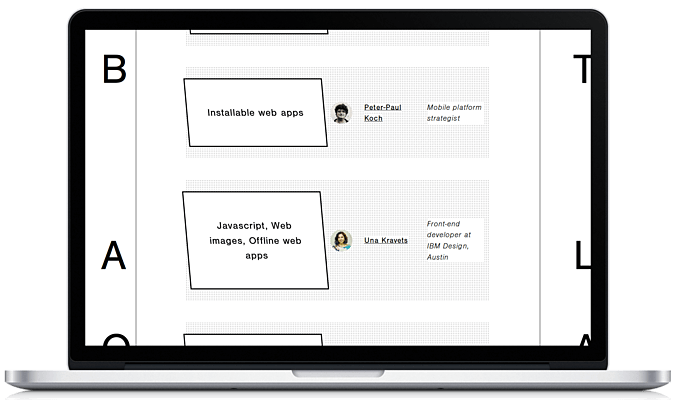 B
T
Installable web apps
Peter-Paul
Koch
Mobile platform
strategist
Javascript, Web
images, Offline web
apps
Una Kravets
Front-end
developer at
IBM Design,
Austin
A
L